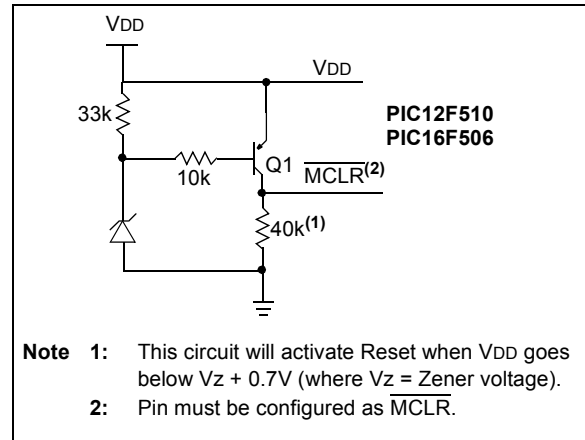 VDD
VDD
33k
PIC12F510
PIC16F506
Q1
MCLR(2)
10k
40k(1)
Note 1: This circuit will activate Reset when VDD goes
below Vz + 0.7V (where Vz = Zener voltage).
2: Pin must be configured as MCLR.